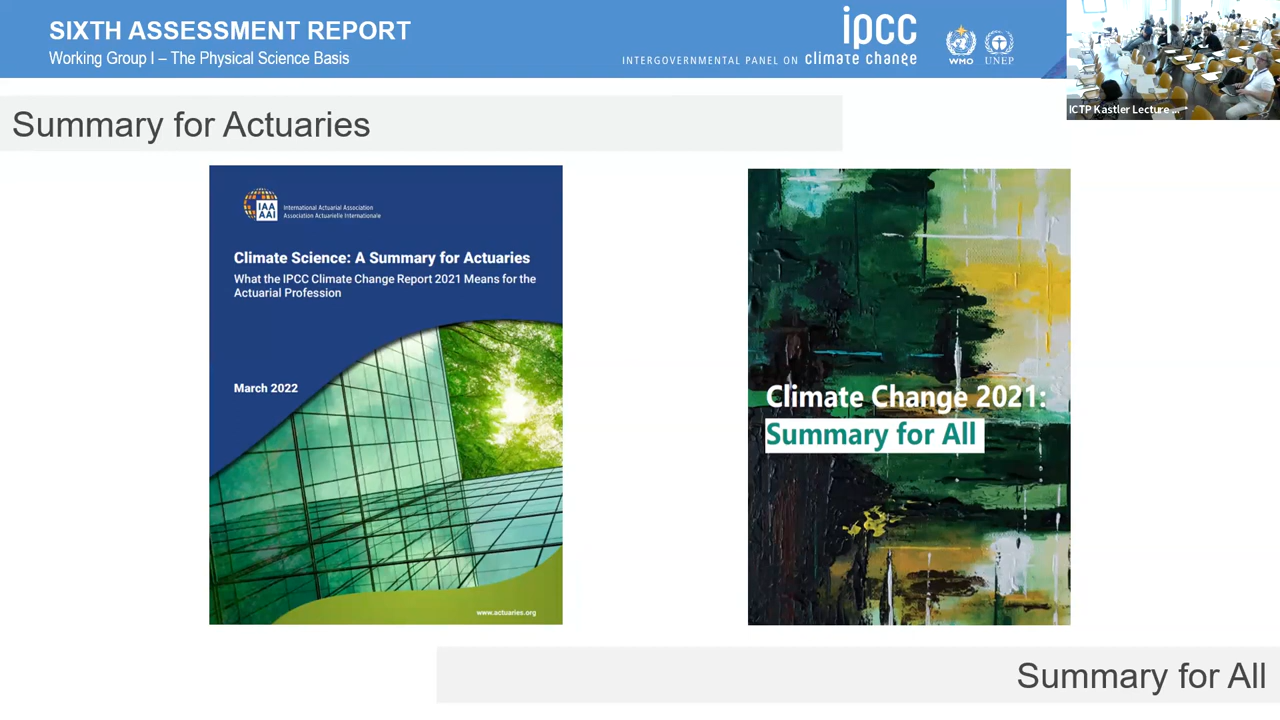 SIXTH ASSESSMENT REPORT
Working Group I – The Physical Science Basis
ipcc
INTERGOVERNMENTAL PANEL ON climate change
WMO
UNEP
ICTP Kastler Lecture ...
Summary for Actuaries
IAA
AAI
International Actuarial Association
Association Actuarielle Internationale
Climate Science: A Summary for Actuaries
What the IPCC Climate Change Report 2021 Means for the
Actuarial Profession
March 2022
www.actuaries.org
Climate Change 2021:
Summary for All
Summary for All